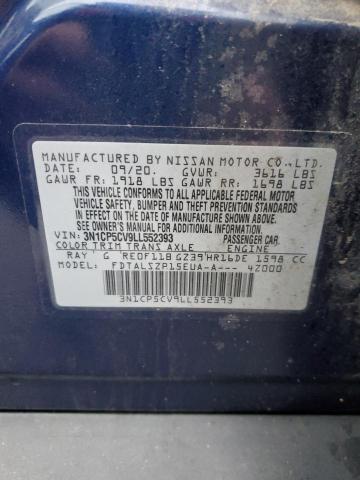 MANUFACTURED BY NISSAN MOTOR CO.,LTD.
DATE: 09/20. GVWR: 3616 LBS
GAWR FR: 1918 LBS GAWR RR: 1698 LBS
THIS VEHICLE CONFORMS TO ALL APPLICABLE FEDERAL MOTOR
VEHICLE SAFETY, BUMPER AND THEFT PREVENTION STANDARDS
IN EFFECT ON THE DATE OF MANUFACTURE SHOWN ABOVE.
SEE OWNER'S MANUAL FOR ADDITIONAL INFORMATION.
VIN: 3N1CP5CV9LL552393 PASSENGER CAR.
COLOR TRIM TRANS AXLE ENGINE
RAY G RE0F11B GZ39 HR16DE 1598 CC
MODEL: FDTALSZP15EUA-A--- 4Z000
3N1CP5CV9LL552393